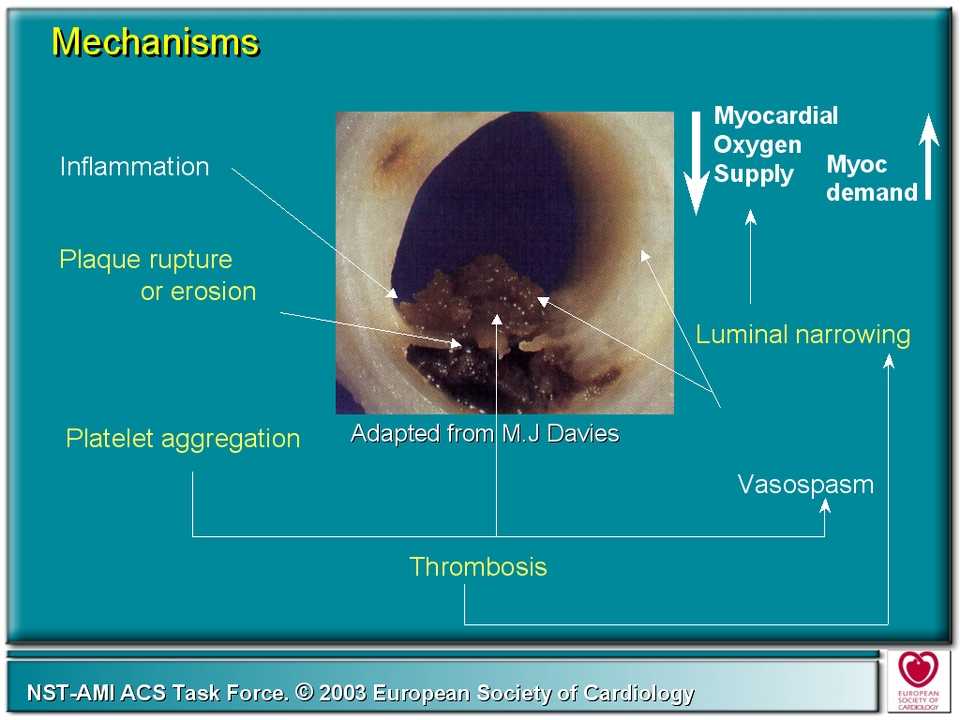 Mechanisms
Myocardial
Oxygen
Supply
Myoc
demand
Inflammation
Plaque rupture
or erosion
Luminal narrowing
Platelet aggregation
Adapted from M.J Davies
Vasospasm
Thrombosis
NST-AMI ACS Task Force. © 2003 European Society of Cardiology
EUROPEAN
SOCIETY OF
CARDIOLOGY